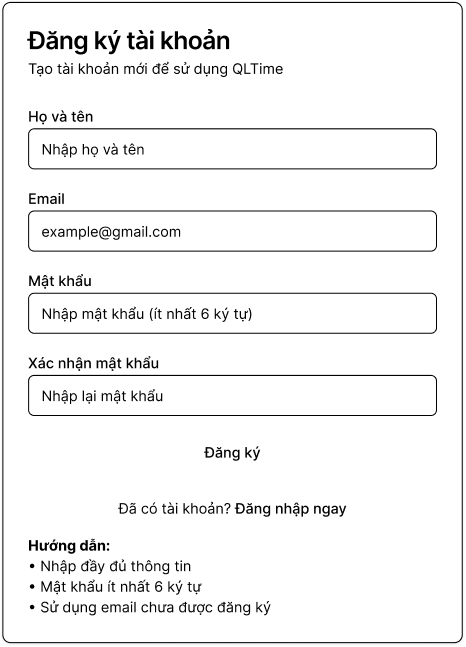 Đăng ký tài khoản
Tạo tài khoản mới để sử dụng QLTime
Họ và tên
Nhập họ và tên
Email
example@gmail.com
Mật khẩu
Nhập mật khẩu (ít nhất 6 ký tự)
Xác nhận mật khẩu
Nhập lại mật khẩu
Đăng ký
Đã có tài khoản? Đăng nhập ngay
Hướng dẫn:
• Nhập đầy đủ thông tin
• Mật khẩu ít nhất 6 ký tự
• Sử dụng email chưa được đăng ký